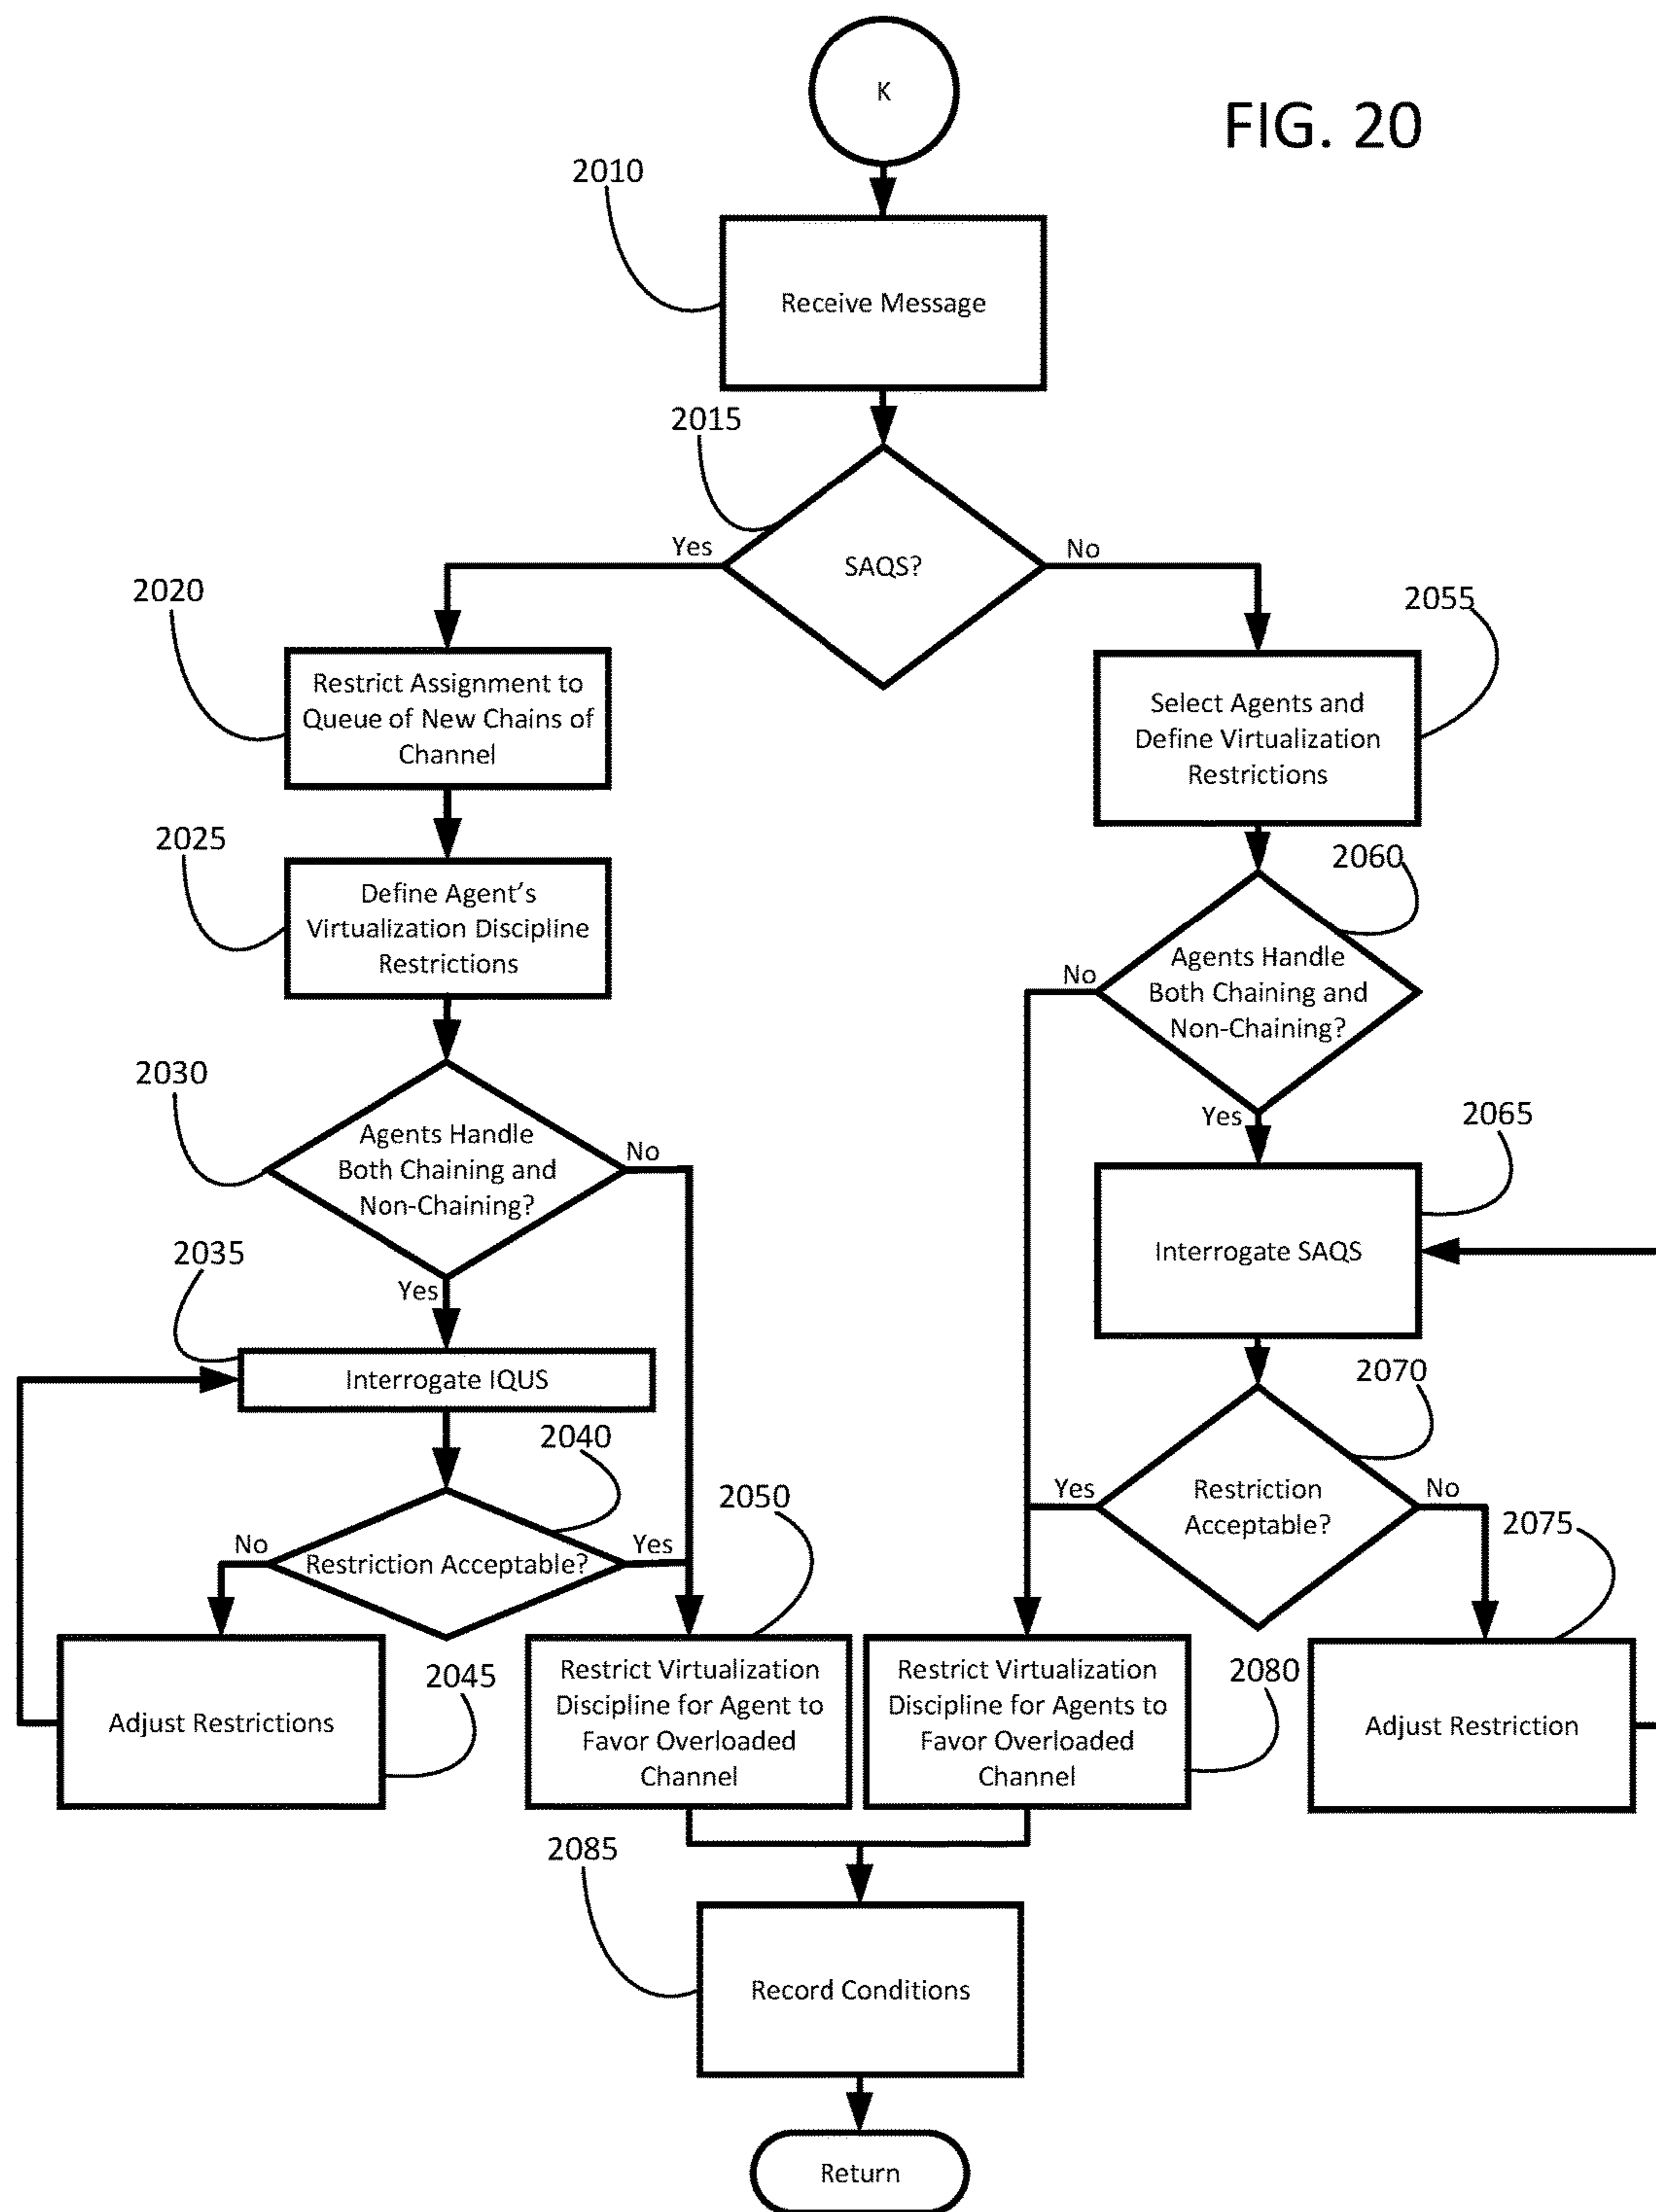 K
FIG. 20
2010
Receive Message
2015
SAQS?
Yes
No
2020
Restrict Assignment to
Queue of New Chains of
Channel
2055
Select Agents and
Define Virtualization
Restrictions
2025
Define Agent’s
Virtualization Discipline
Restrictions
2060
Agents Handle
Both Chaining and
Non-Chaining?
No
Yes
2030
Agents Handle
Both Chaining and
Non-Chaining?
No
Yes
2065
Interrogate SAQS
2035
Interrogate IQUS
2070
Restriction
Acceptable?
Yes
No
2040
Restriction Acceptable?
No
Yes
2050
2075
Adjust Restrictions
2045
Restrict Virtualization
Discipline for Agent to
Favor Overloaded
Channel
Restrict Virtualization
Discipline for Agents to
Favor Overloaded
Channel
2080
Adjust Restriction
2085
Record Conditions
Return